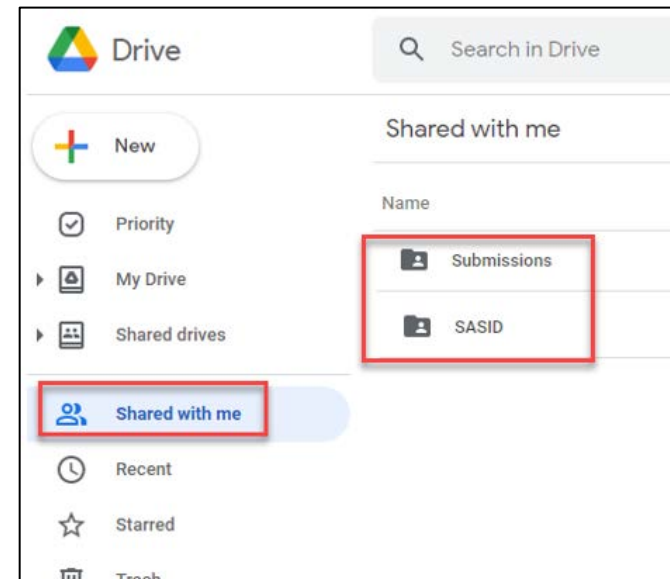 Drive
Search in Drive
New
Priority
My Drive
Shared drives
Shared with me
Recent
Starred
Trash
Shared with me
Name
Submissions
SASID